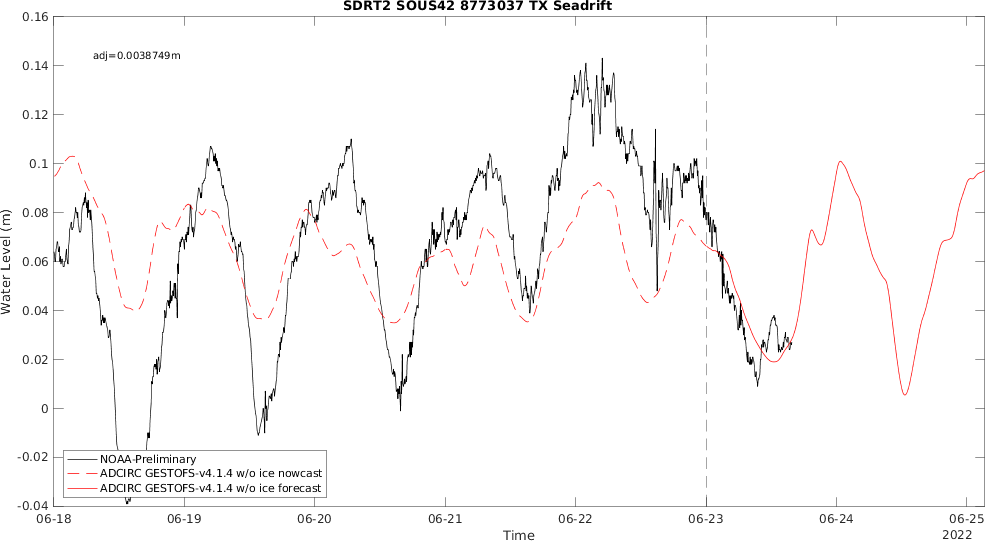 SDRT2 SOUS42 8773037 TX Seadrift
adj=0.0038749m
Water Level (m)
0.16
0.14
0.12
0.1
0.08
0.06
0.04
0.02
0
-0.02
-0.04
NOAA-Preliminary
ADCIRC GESTOFS-v4.1.4 w/o ice nowcast
ADCIRC GESTOFS-v4.1.4 w/o ice forecast
06-18 06-19 06-20 06-21 06-22 06-23 06-24 06-25
Time
2022